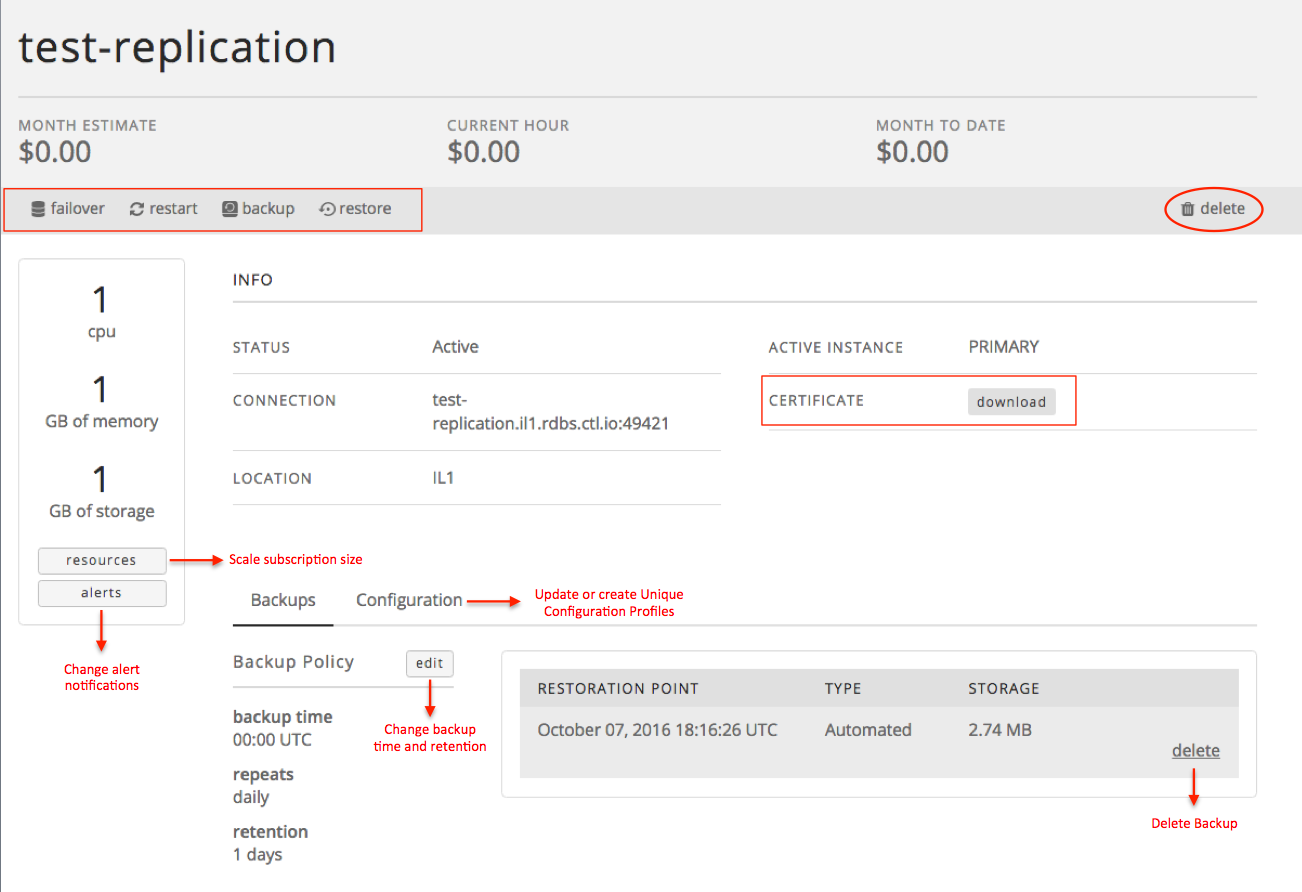 test-replication
MONTH ESTIMATE CURRENT HOUR MONTH TO DATE
$0.00 $0.00 $0.00
failover restart backup restore delete
1
cpu
1
GB of memory
1
GB of storage
resources
alerts
Scale subscription size
Change alert
notifications
INFO
STATUS Active
CONNECTION test-
replication.il1.rdbs.ctl.io:49421
LOCATION IL1
ACTIVE INSTANCE PRIMARY
CERTIFICATE download
Backups Configuration
Update or create Unique
Configuration Profiles
Backup Policy edit
Change backup
time and retention
backup time
00:00 UTC
repeats
daily
retention
1 days
RESTORATION POINT TYPE STORAGE
October 07, 2016 18:16:26 UTC Automated 2.74 MB
delete
Delete Backup